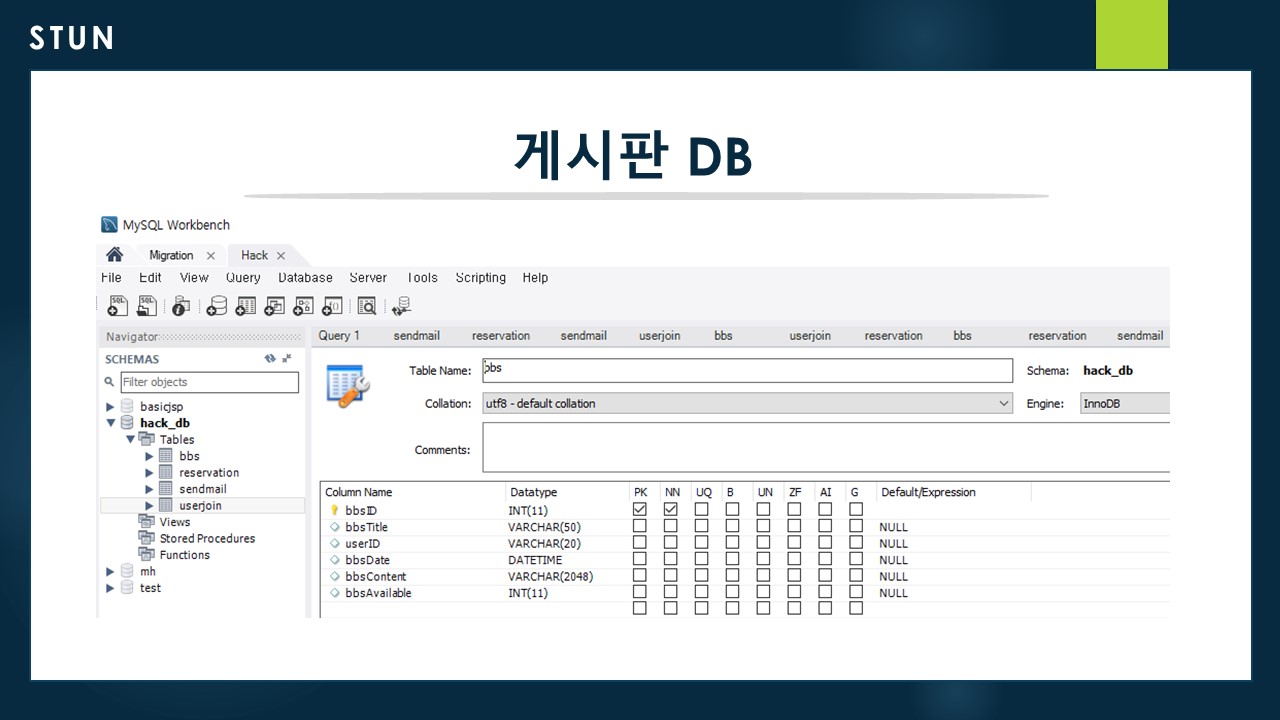 STUN
게시판 DB
MySQL Workbench
Migration Hack
File Edit View Query Database Server Tools Scripting Help
Navigator
Query 1 sendmail reservation sendmail userjoin bbs userjoin reservation bbs reservation sendmail
SCHEMAS
Filter objects
basicjsp
hack_db
Tables
bbs
reservation
sendmail
userjoin
Views
Stored Procedures
Functions
mh
test
Table Name: bbs Schema: hack_db
Collation: utf8 - default collation Engine: InnoDB
Comments:
Column Name Datatype PK NN UQ B UN ZF AI G Default/Expression
bbsID INT(11)
bbsTitle VARCHAR(50) NULL
userID VARCHAR(20) NULL
bbsDate DATETIME NULL
bbsContent VARCHAR(2048) NULL
bbsAvailable INT(11) NULL